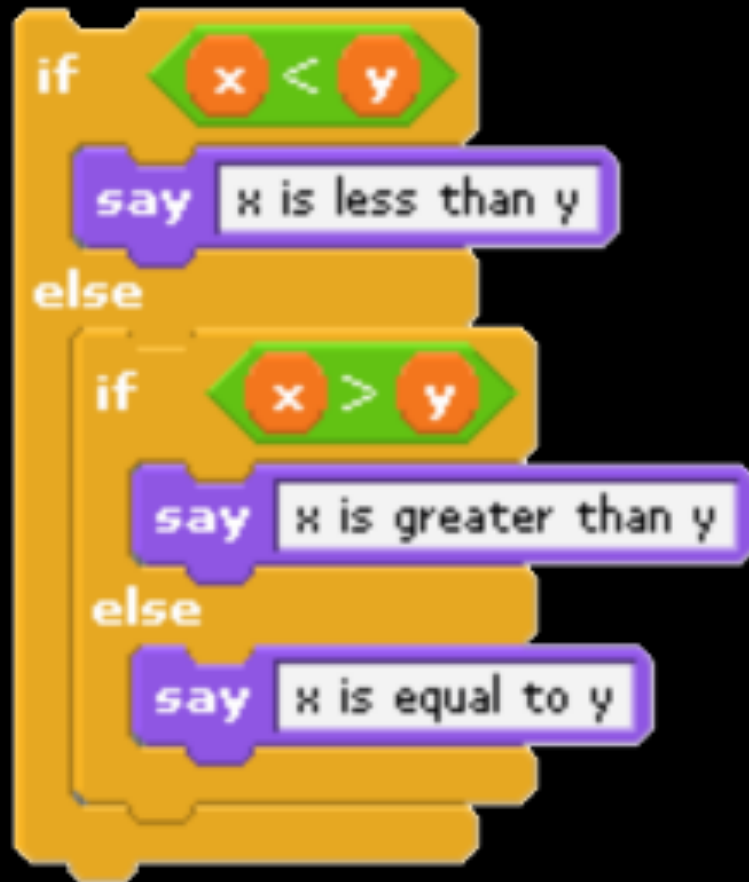 if x < y
say x is less than y
else
if x > y
say x is greater than y
else
say x is equal to y